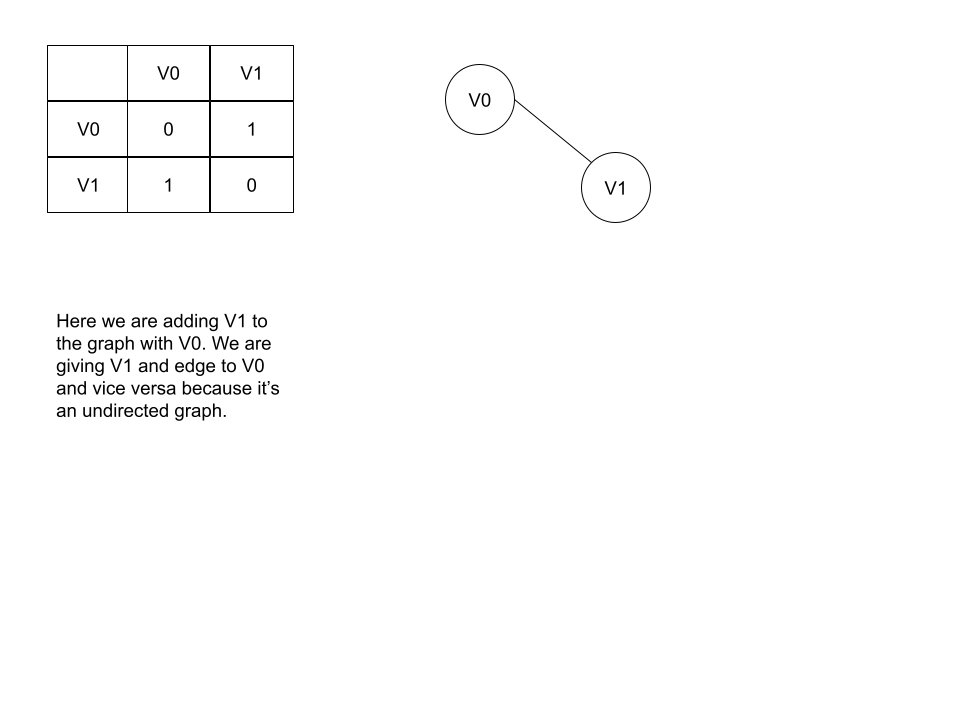 V0 V1
V0 0 1
V1 1 0
V0
V1
Here we are adding V1 to
the graph with V0. We are
giving V1 and edge to V0
and vice versa because it’s
an undirected graph.